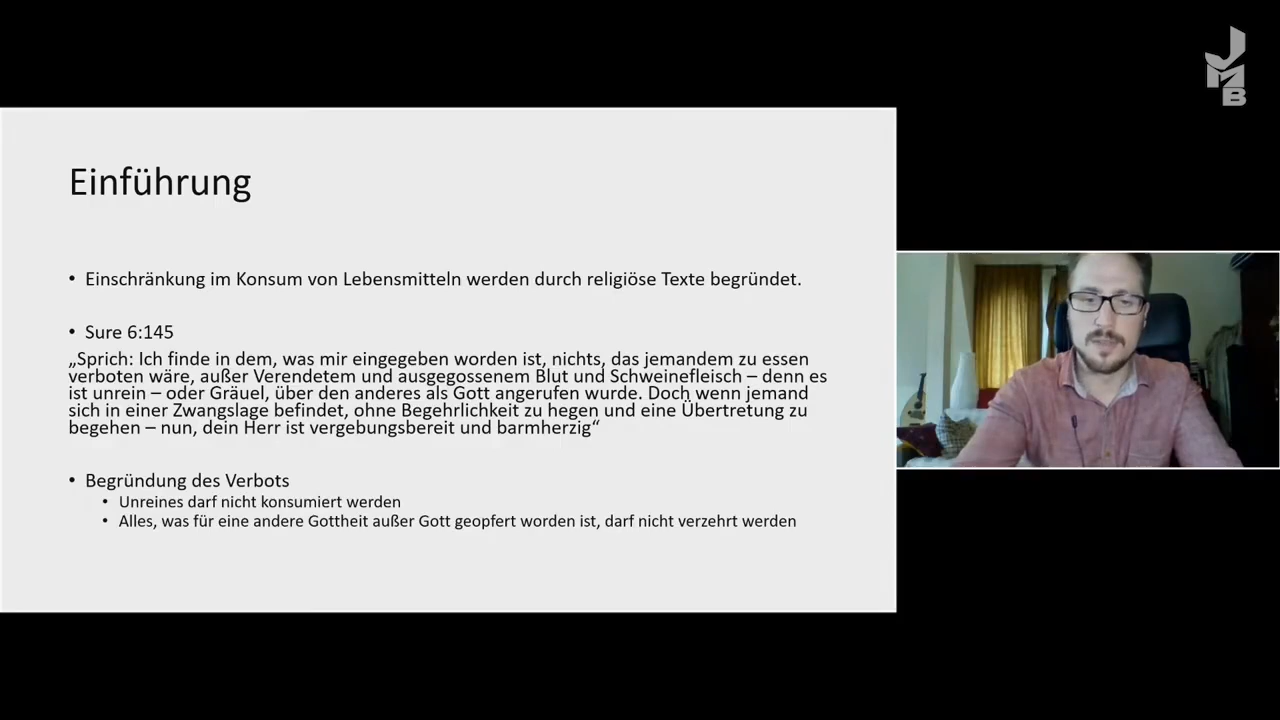 JMB
Einführung
• Einschränkung im Konsum von Lebensmitteln werden durch religiöse Texte begründet.
• Sure 6:145
„Sprich: Ich finde in dem, was mir eingegeben worden ist, nichts, das jemandem zu essen
verboten wäre, außer Verendetem und ausgegossenem Blut und Schweinefleisch – denn es
ist unrein – oder Gräuel, über den anderes als Gott angerufen wurde. Doch wenn jemand
sich in einer Zwangslage befindet, ohne Begehrlichkeit zu hegen und eine Übertretung zu
begehen – nun, dein Herr ist vergebungsbereit und barmherzig“
• Begründung des Verbots
• Unreines darf nicht konsumiert werden
• Alles, was für eine andere Gottheit außer Gott geopfert worden ist, darf nicht verzehrt werden